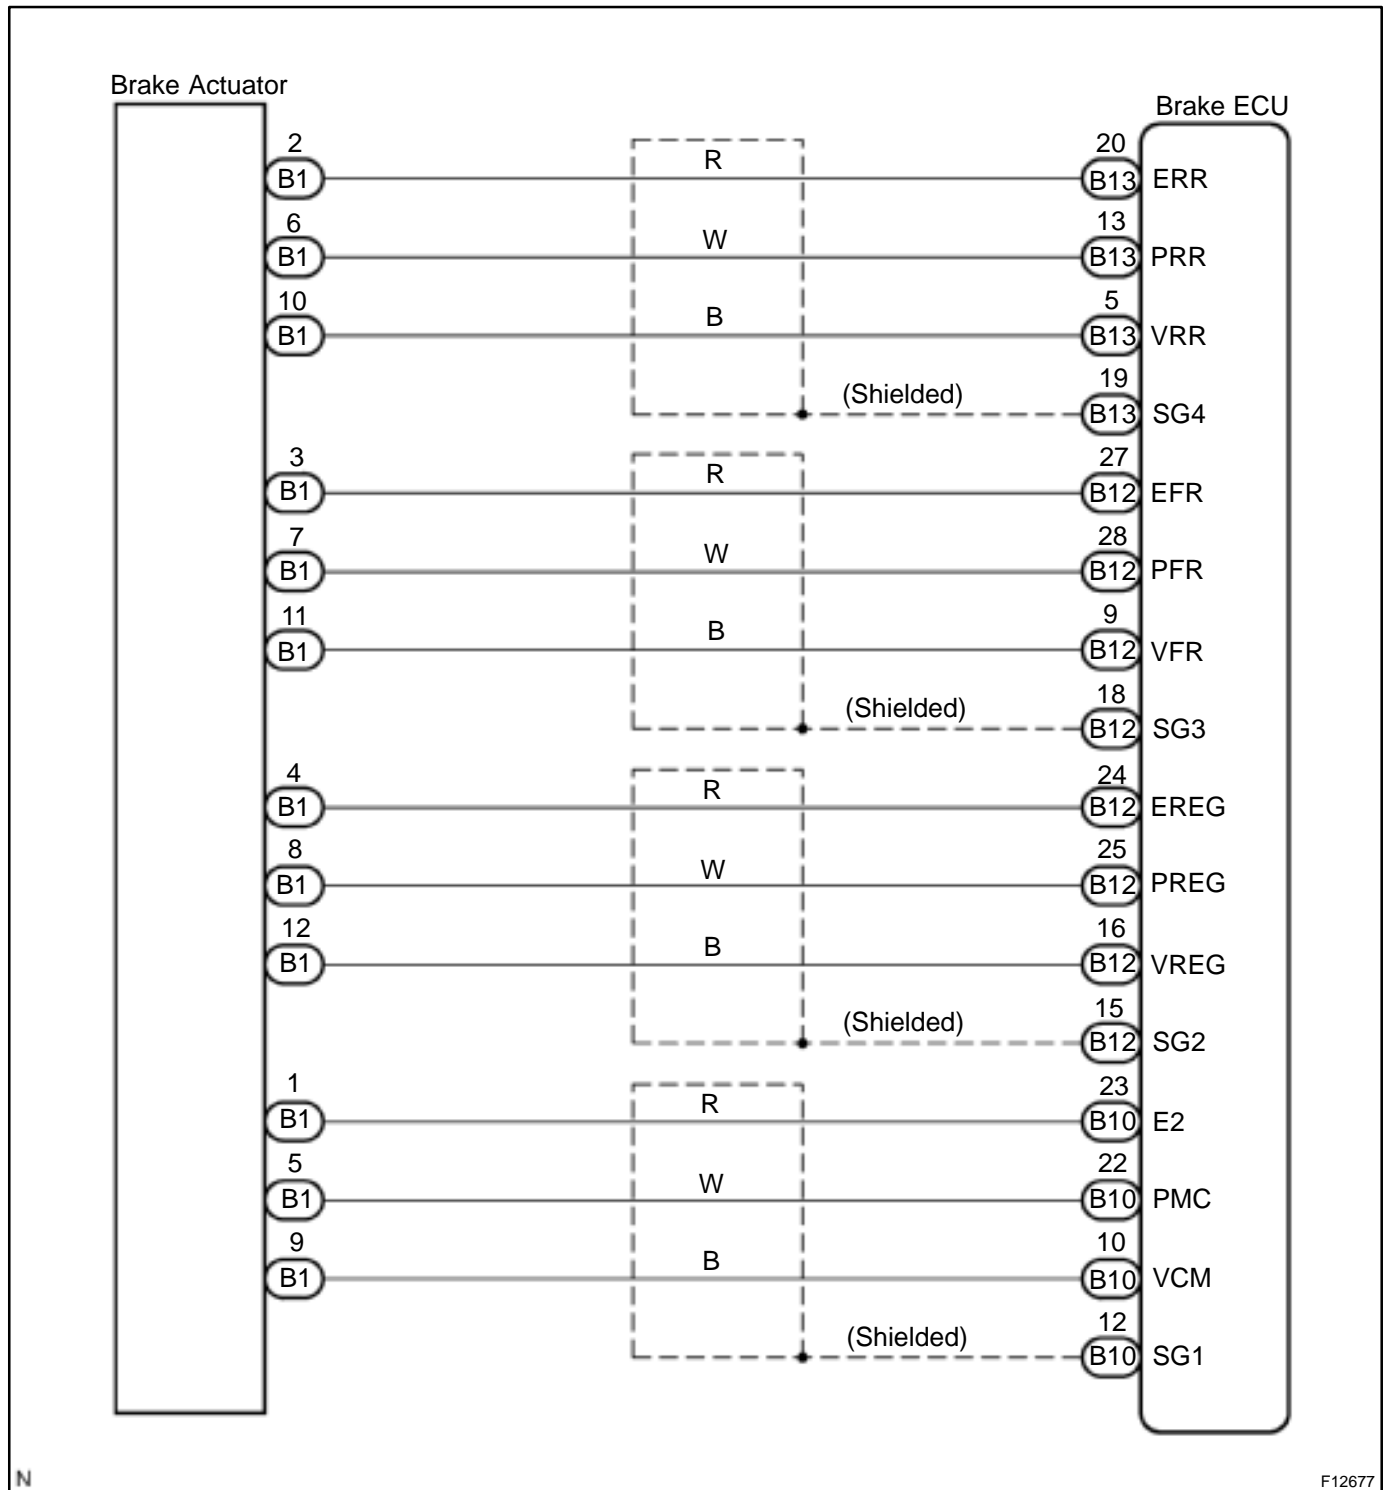 Brake Actuator
Brake ECU
2 R 20
B1 B13 ERR
6 W 13
B1 B13 PRR
10 B 5
B1 B13 VRR
(Shielded) 19
B13 SG4
3 R 27
B1 B12 EFR
7 W 28
B1 B12 PFR
11 B 9
B1 B12 VFR
(Shielded) 18
B12 SG3
4 R 24
B1 B12 EREG
8 W 25
B1 B12 PREG
12 B 16
B1 B12 VREG
(Shielded) 15
B12 SG2
1 R 23
B1 B10 E2
5 W 22
B1 B10 PMC
9 B 10
B1 B10 VCM
(Shielded) 12
B10 SG1
N F12677